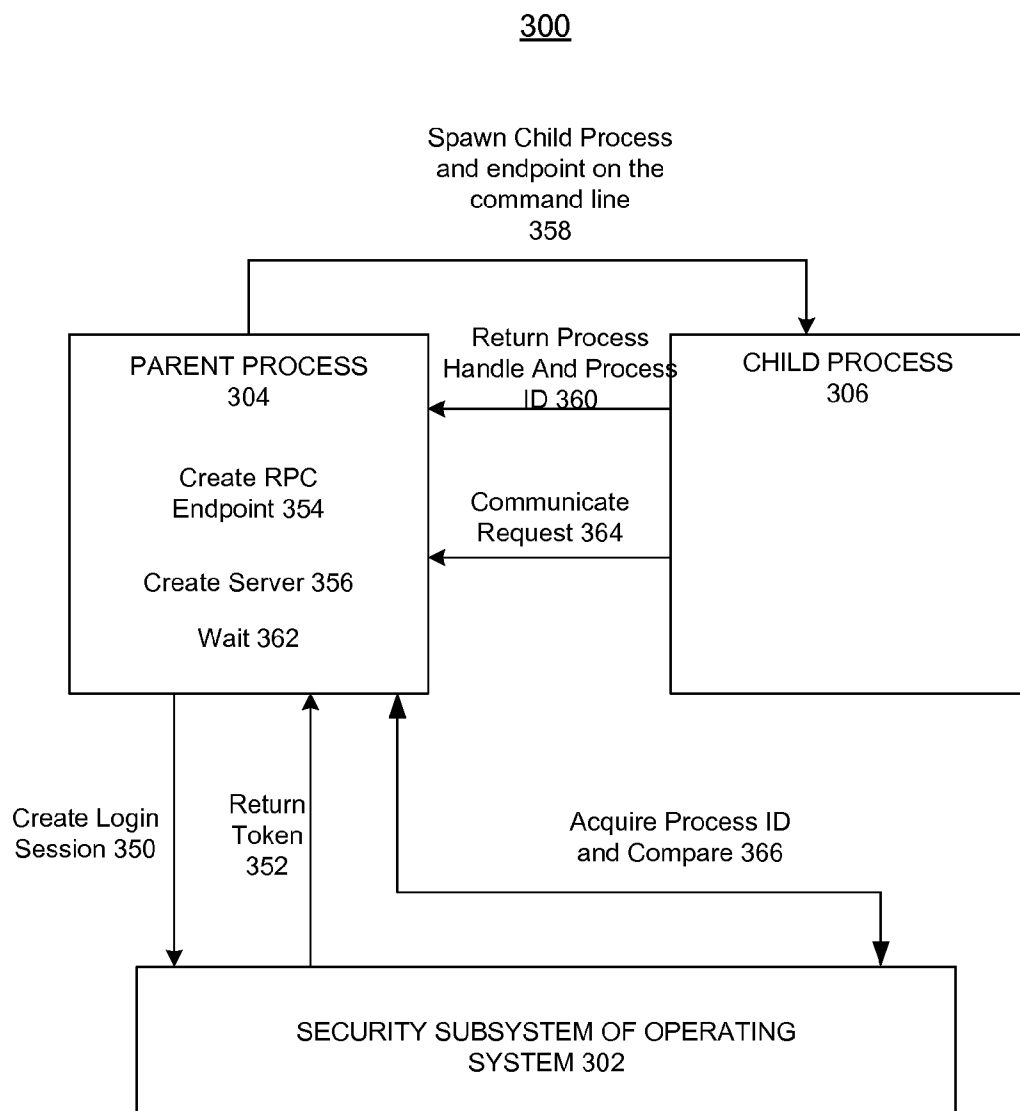 300
Spawn Child Process
and endpoint on the
command line
358
PARENT PROCESS
304
Create RPC
Endpoint 354
Create Server 356
Wait 362
Return Process
Handle And Process
ID 360
Communicate
Request 364
CHILD PROCESS
306
Create Login
Session 350
Return
Token
352
Acquire Process ID
and Compare 366
SECURITY SUBSYSTEM OF OPERATING
SYSTEM 302